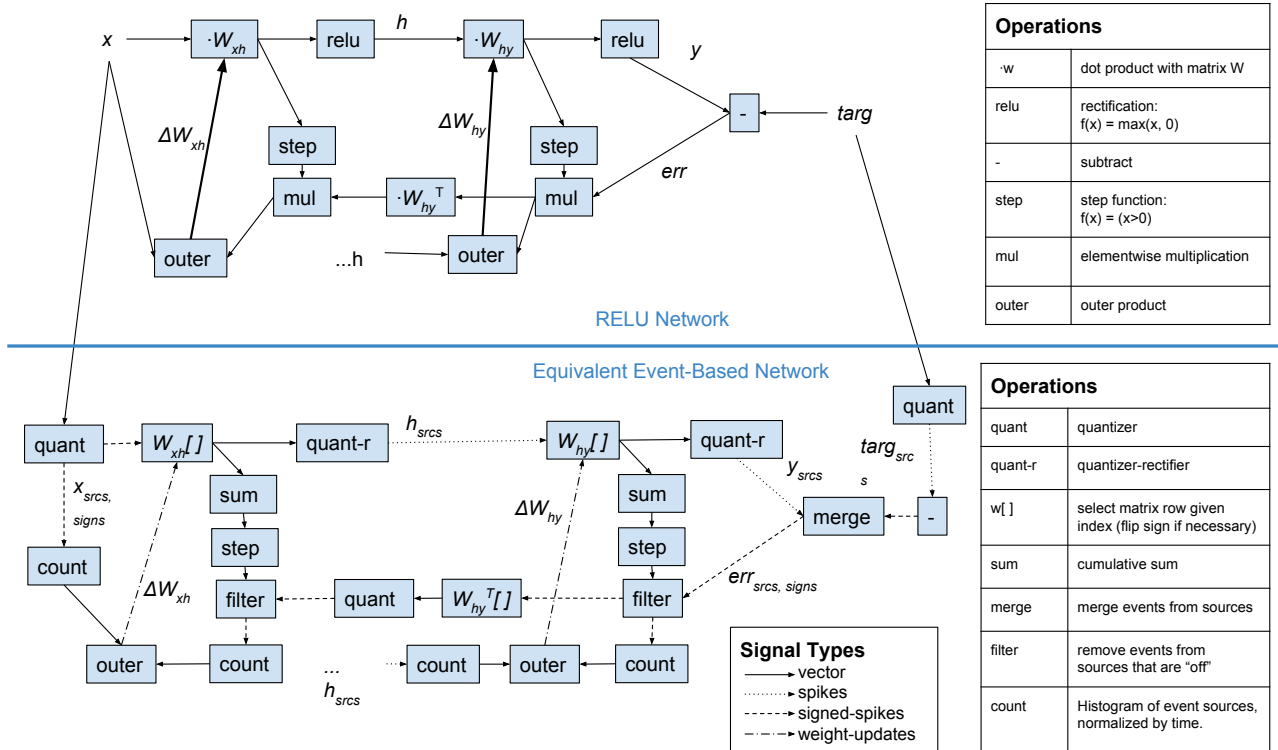 x
·W_xh
relu
h
·W_hy
relu
y
ΔW_xh
ΔW_hy
-
targ
step
step
err
mul
·W_hy^T
mul
outer
...h
outer
RELU Network
Operations
·w dot product with matrix W
relu rectification:
f(x) = max(x, 0)
- subtract
step step function:
f(x) = (x>0)
mul elementwise multiplication
outer outer product
Equivalent Event-Based Network
quant
quant
W_xh[ ]
quant-r
h_srcs
W_hy[ ]
quant-r
targ_src
s
x_srcs,
signs
sum
ΔW_hy
sum
y_srcs
merge
-
count
step
step
ΔW_xh
filter
quant
W_hy^T[ ]
filter
err_srcs, signs
outer
count
...
h_srcs
count
outer
count
Signal Types
vector
spikes
signed-spikes
weight-updates
Operations
quant quantizer
quant-r quantizer-rectifier
w[ ] select matrix row given
index (flip sign if necessary)
sum cumulative sum
merge merge events from sources
filter remove events from
sources that are “off”
count Histogram of event sources,
normalized by time.